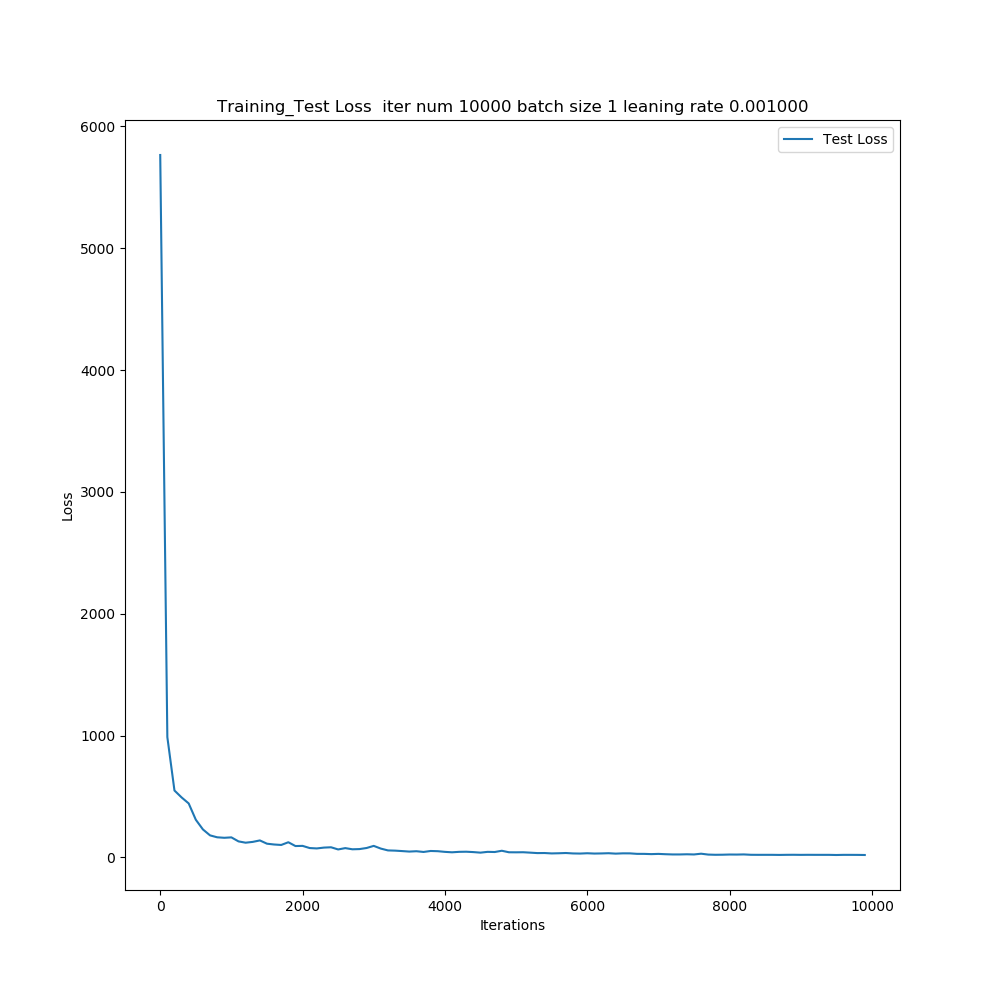 Training_Test Loss  iter num 10000 batch size 1 leaning rate 0.001000
Test Loss
6000
5000
4000
3000
2000
1000
0
Loss
0 2000 4000 6000 8000 10000
Iterations